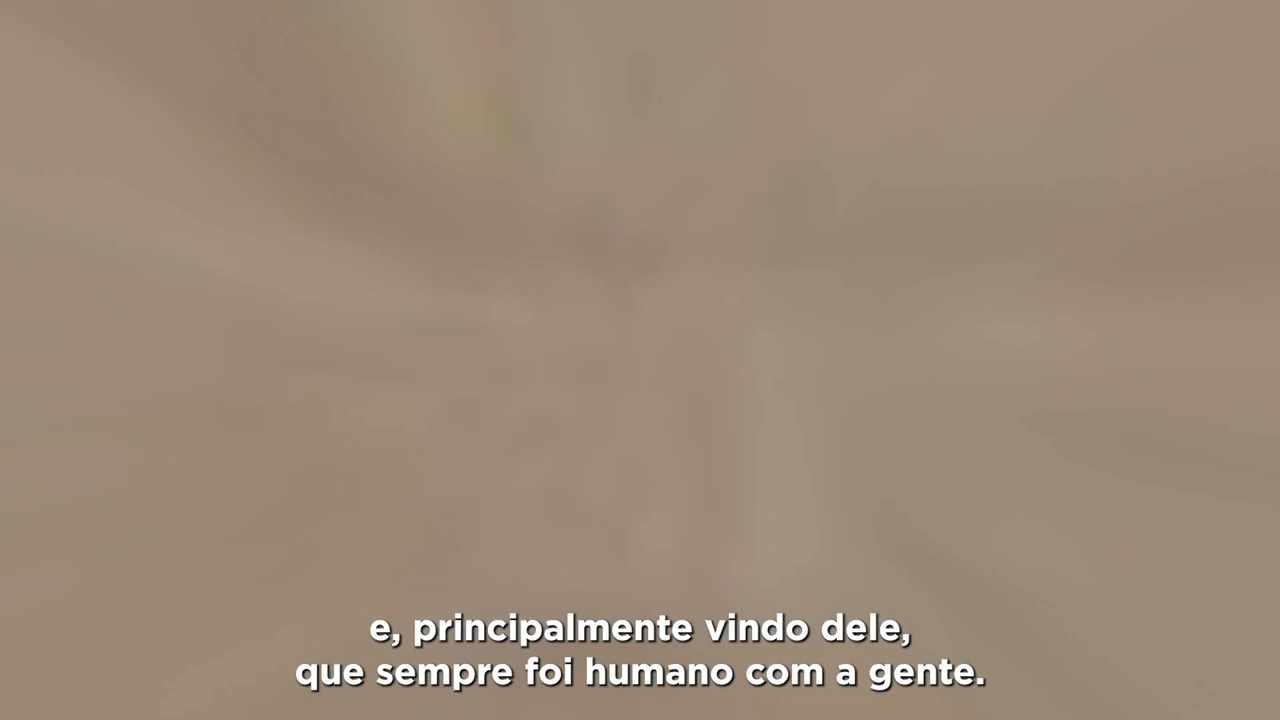 e, principalmente vindo dele,
que sempre foi humano com a gente.